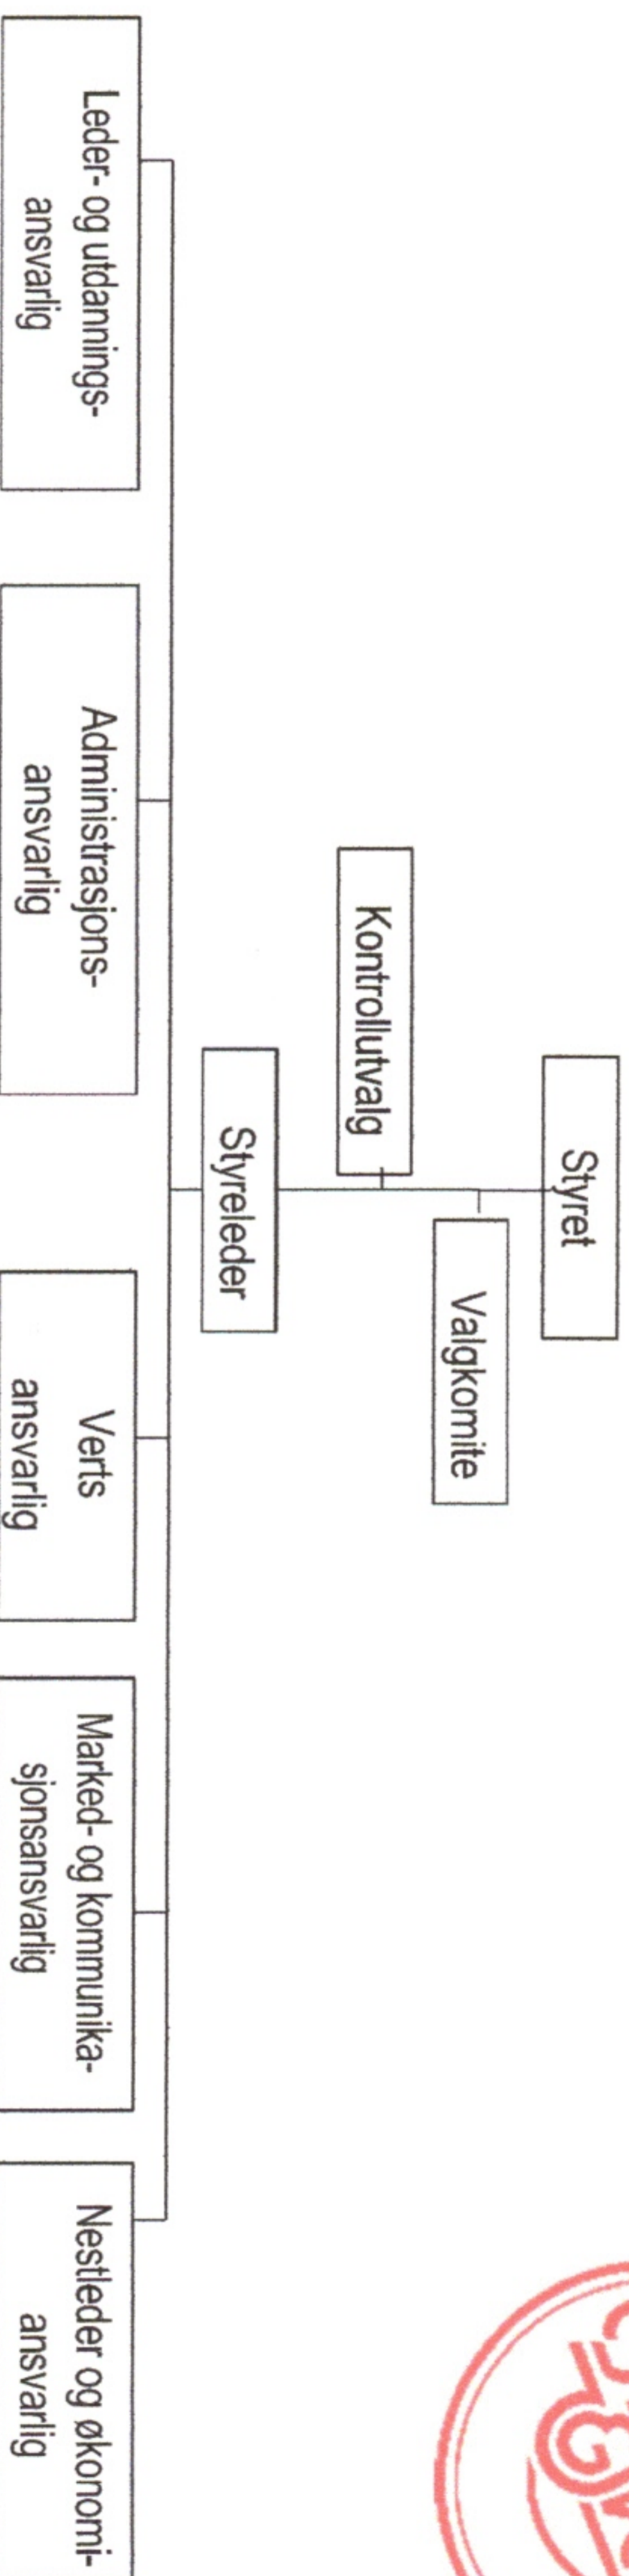 Styret
Valgkomite
Kontrollutvalg
Styreleder
Leder- og utdannings-
ansvarlig
Administrasjons-
ansvarlig
Verts
ansvarlig
Marked- og kommunika-
sjonsansvarlig
Nestleder og økonomi-
ansvarlig